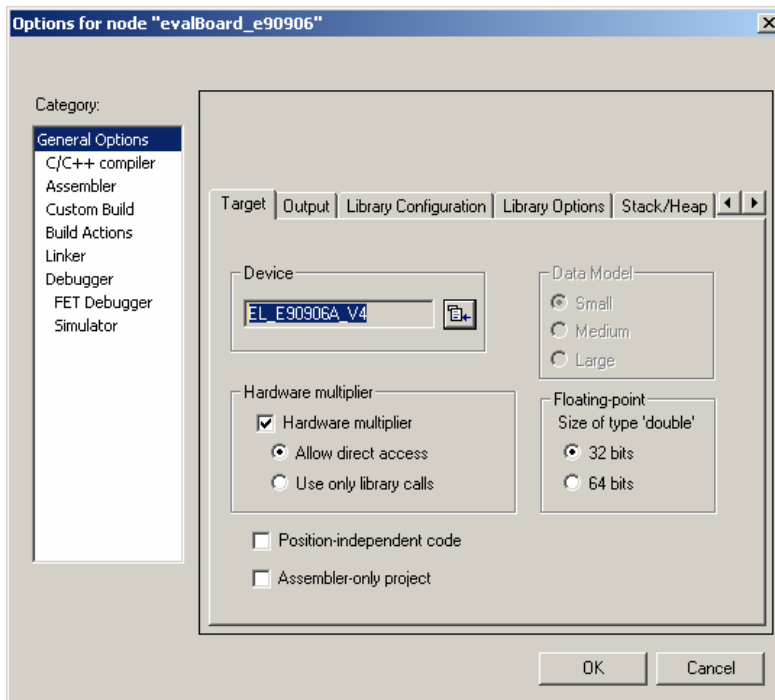 Options for node "evalBoard_e90906"
Category:
General Options
C/C++ compiler
Assembler
Custom Build
Build Actions
Linker
Debugger
FET Debugger
Simulator
Target Output Library Configuration Library Options Stack/Heap
Device
EL_E90906A_V4
Data Model
Small
Medium
Large
Hardware multiplier
Hardware multiplier
Allow direct access
Use only library calls
Floating-point
Size of type 'double'
32 bits
64 bits
Position-independent code
Assembler-only project
OK Cancel